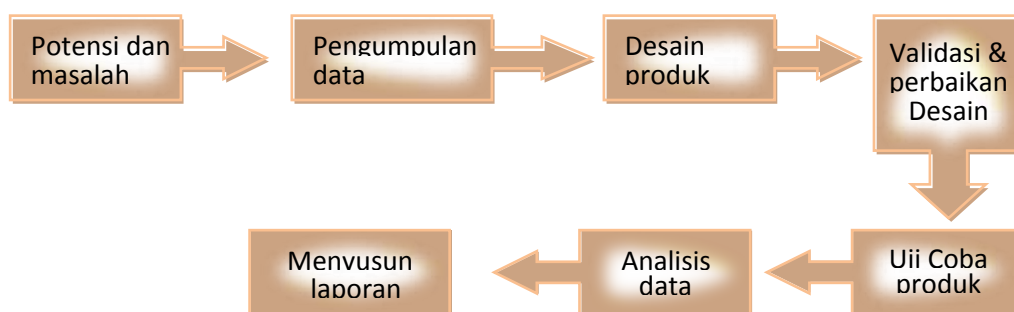 Potensi dan
masalah
Pengumpulan
data
Desain
produk
Validasi &
perbaikan
Desain
Uji Coba
produk
Analisis
data
Menyusun
laporan